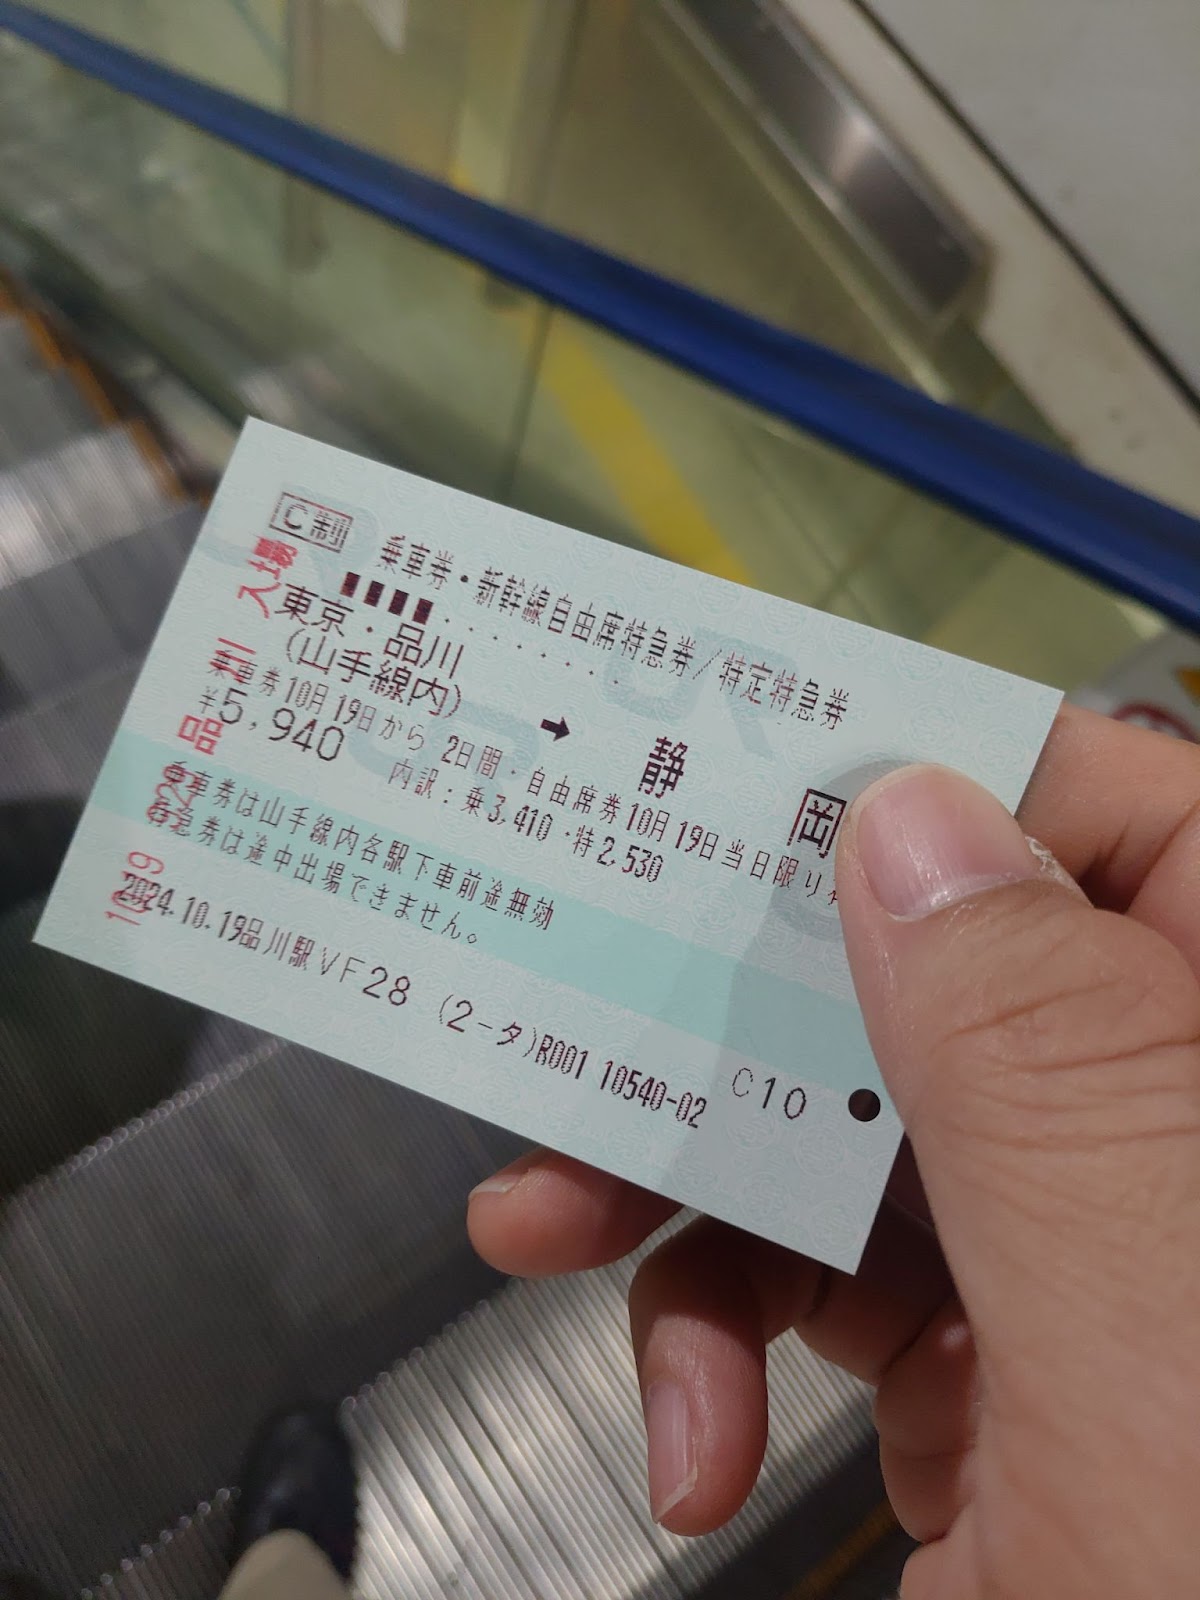 C割
乗車券・新幹線自由席特急券／特定特急券
東京・品川
(山手線内)
➡ 静岡
乗車券10月19日から 2日間・自由席券10月19日当日限り
¥5,940
内訳：乗3,410・特2,530
乗車券は山手線内各駅下車前途無効
特急券は途中出場できません。
2024.10.19品川駅VF28 (2-タ)R001 10540-02 C10
入場